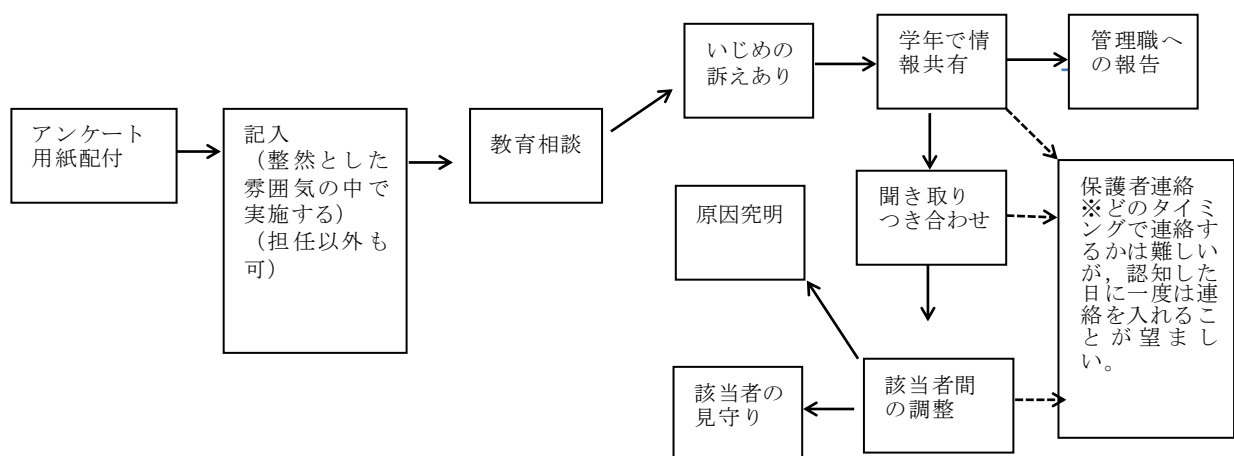 アンケート
用紙配付
記入
（整然とした
雰囲気の中で
実施する）
（担任以外も
可）
教育相談
いじめの
訴えあり
学年で情
報共有
管理職へ
の報告
聞き取り
つき合わせ
原因究明
該当者の
見守り
該当者間
の調整
保護者連絡
※どのタイミ
ングで連絡す
るかは難しい
が，認知した
日に一度は連
絡を入れるこ
とが望まし
い。